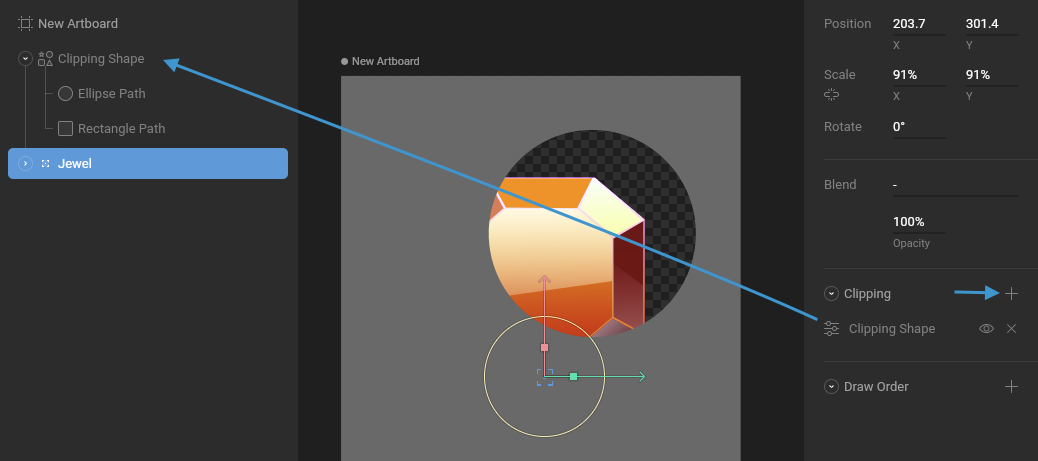 New Artboard
Clipping Shape
Ellipse Path
Rectangle Path
Jewel
New Artboard
Position 203.7 301.4
X Y
Scale 91% 91%
X Y
Rotate 0°
Blend -
100%
Opacity
Clipping
Clipping Shape
Draw Order